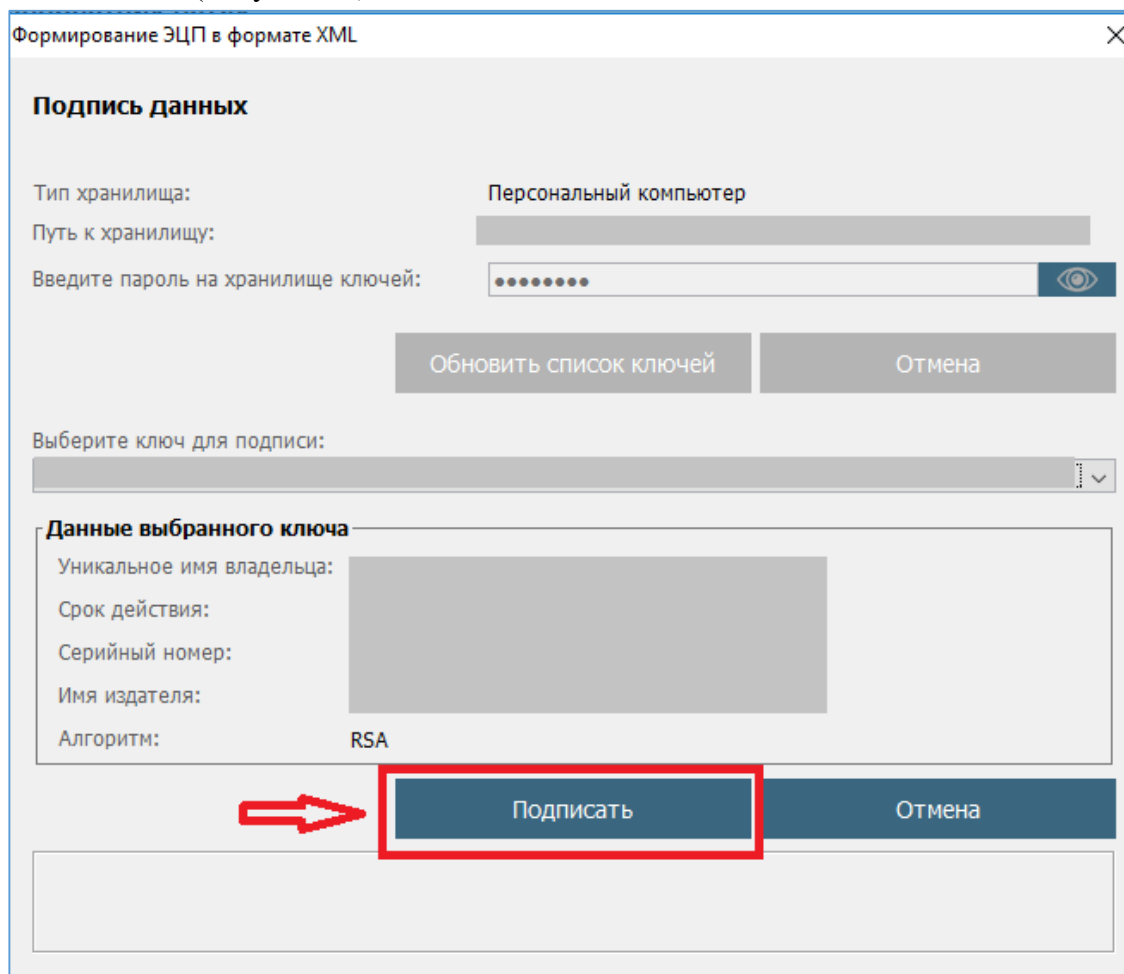 Формирование ЭЦП в формате XML
Подпись данных
Тип хранилища: Персональный компьютер
Путь к хранилищу:
Введите пароль на хранилище ключей: ••••••••
Обновить список ключей Отмена
Выберите ключ для подписи:
Данные выбранного ключа
Уникальное имя владельца:
Срок действия:
Серийный номер:
Имя издателя:
Алгоритм: RSA
Подписать Отмена